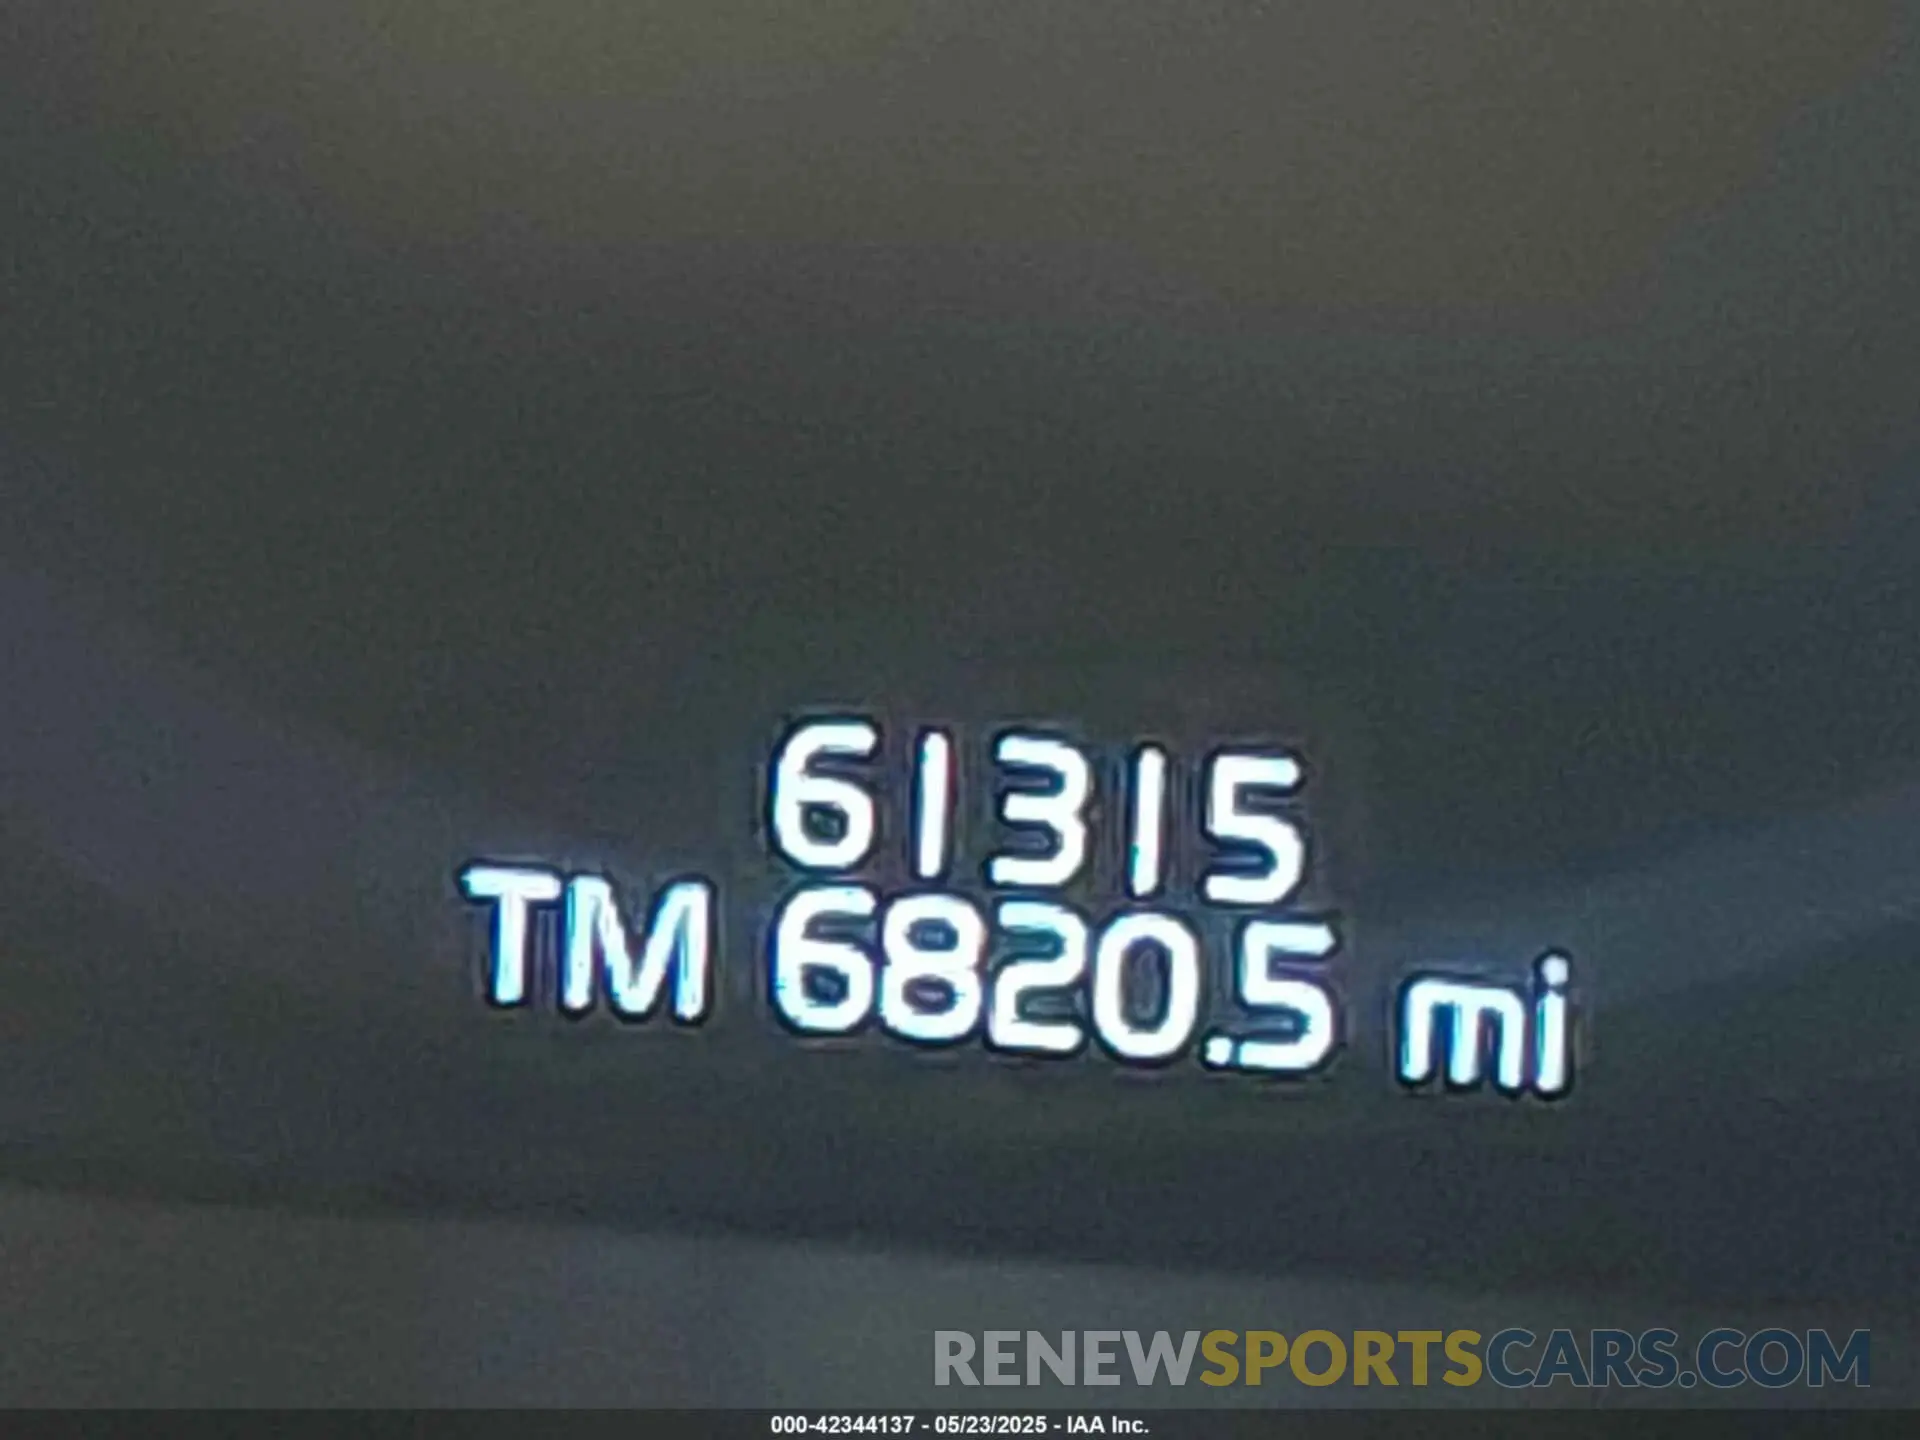 61315
TM 6820.5 mi
RENEWSPORTSCARS.COM
000-42344137 - 05/23/2025 - IAA Inc.